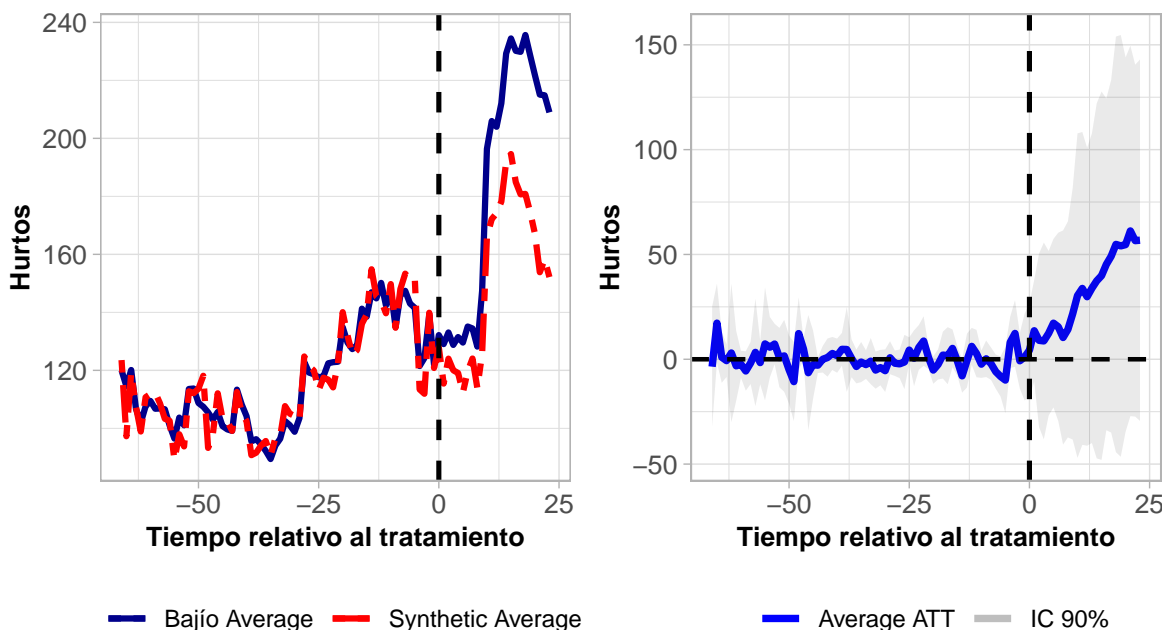 240
200
160
120
Hurtos
−50
−25
0
25
Tiempo relativo al tratamiento
Bajío Average
Synthetic Average
150
100
50
0
−50
Hurtos
−50
−25
0
25
Tiempo relativo al tratamiento
Average ATT
IC 90%